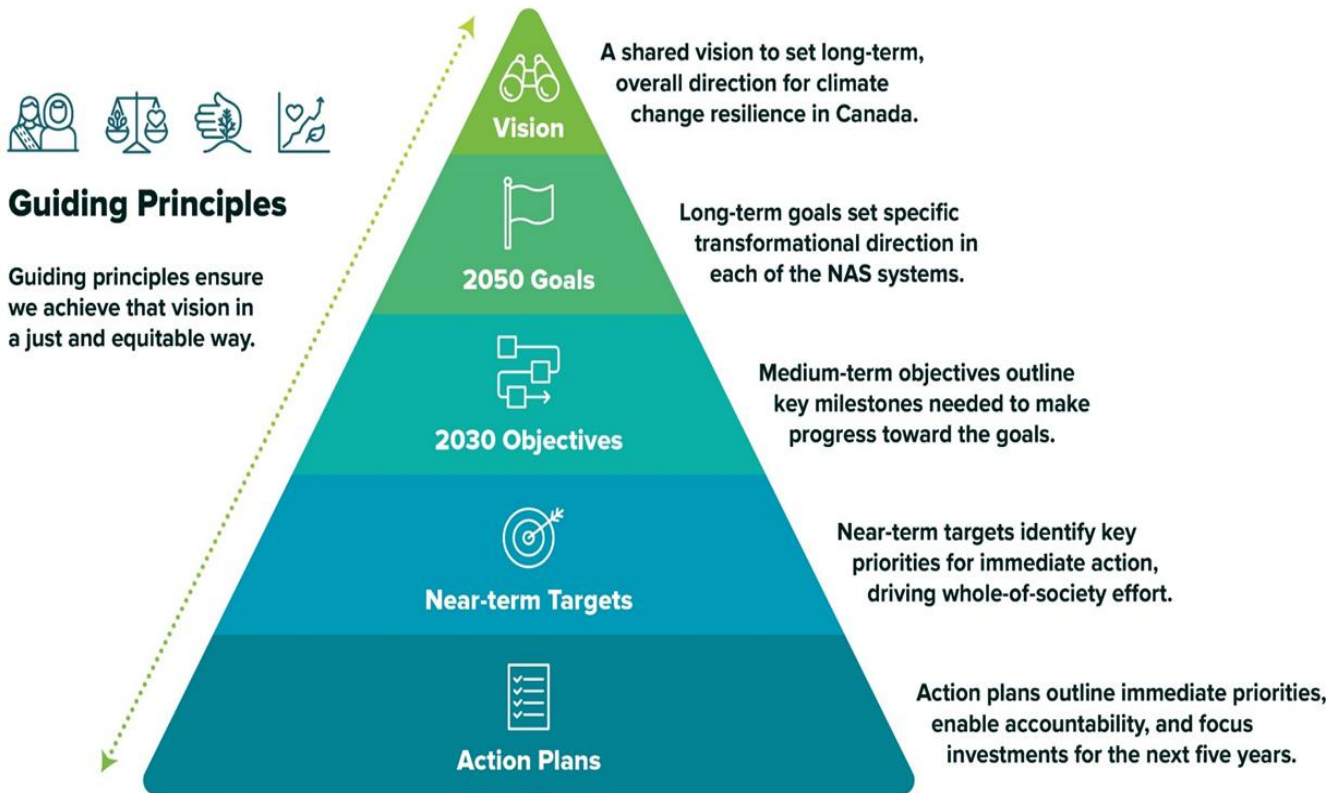 Guiding Principles
Guiding principles ensure
we achieve that vision in
a just and equitable way.
Vision
A shared vision to set long-term,
overall direction for climate
change resilience in Canada.
2050 Goals
Long-term goals set specific
transformational direction in
each of the NAS systems.
2030 Objectives
Medium-term objectives outline
key milestones needed to make
progress toward the goals.
Near-term Targets
Near-term targets identify key
priorities for immediate action,
driving whole-of-society effort.
Action Plans
Action plans outline immediate priorities,
enable accountability, and focus
investments for the next five years.